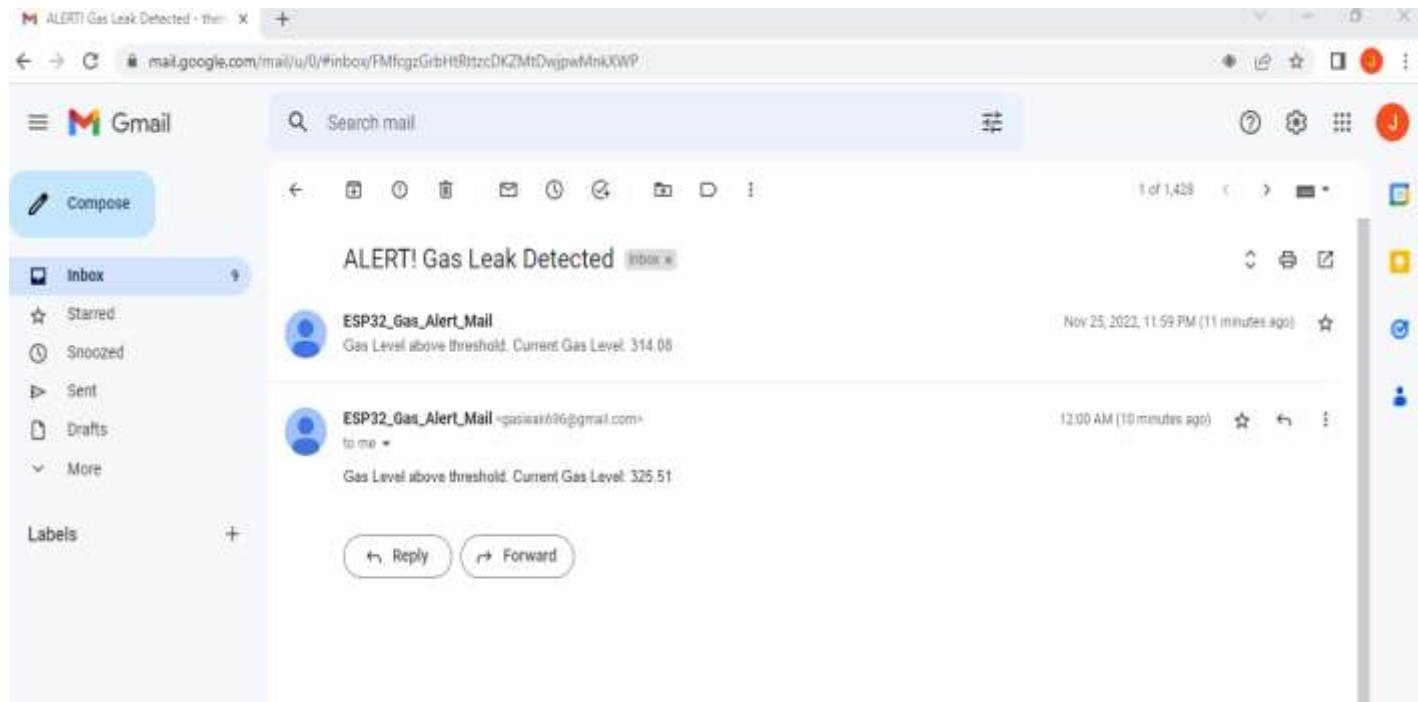 ALERT! Gas Leak Detected - ther
mail.google.com/mail/u/0/#inbox/
Gmail
Search mail
J
Compose
1 of 1,428
ALERT! Gas Leak Detected Inbox x
Inbox 9
ESP32_Gas_Alert_Mail Nov 25, 2022, 11:59 PM (11 minutes ago)
Starred
Gas Level above threshold. Current Gas Level: 314.08
Snoozed
Sent
ESP32_Gas_Alert_Mail 12:00 AM (10 minutes ago)
Drafts
to me
More
Gas Level above threshold. Current Gas Level: 325.51
Labels
Reply Forward